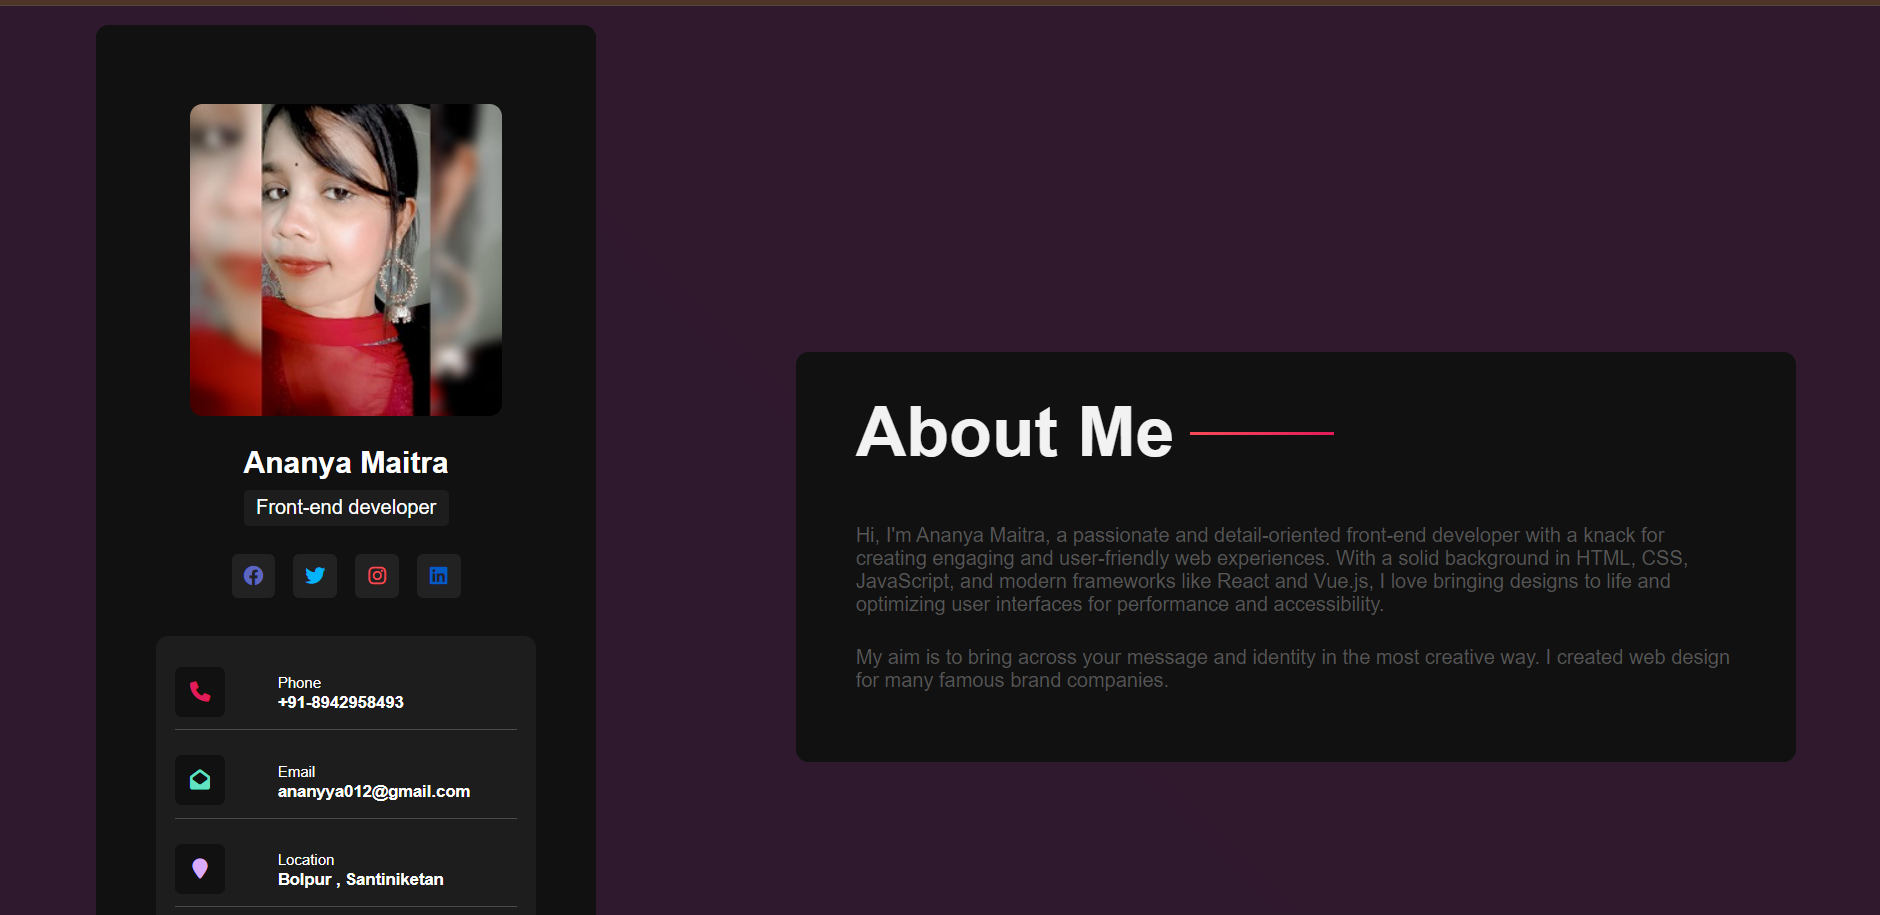 Ananya Maitra
Front-end developer
Phone
+91-8942958493
Email
ananyya012@gmail.com
Location
Bolpur , Santiniketan
About Me
Hi, I'm Ananya Maitra, a passionate and detail-oriented front-end developer with a knack for
creating engaging and user-friendly web experiences. With a solid background in HTML, CSS,
JavaScript, and modern frameworks like React and Vue.js, I love bringing designs to life and
optimizing user interfaces for performance and accessibility.
My aim is to bring across your message and identity in the most creative way. I created web design
for many famous brand companies.